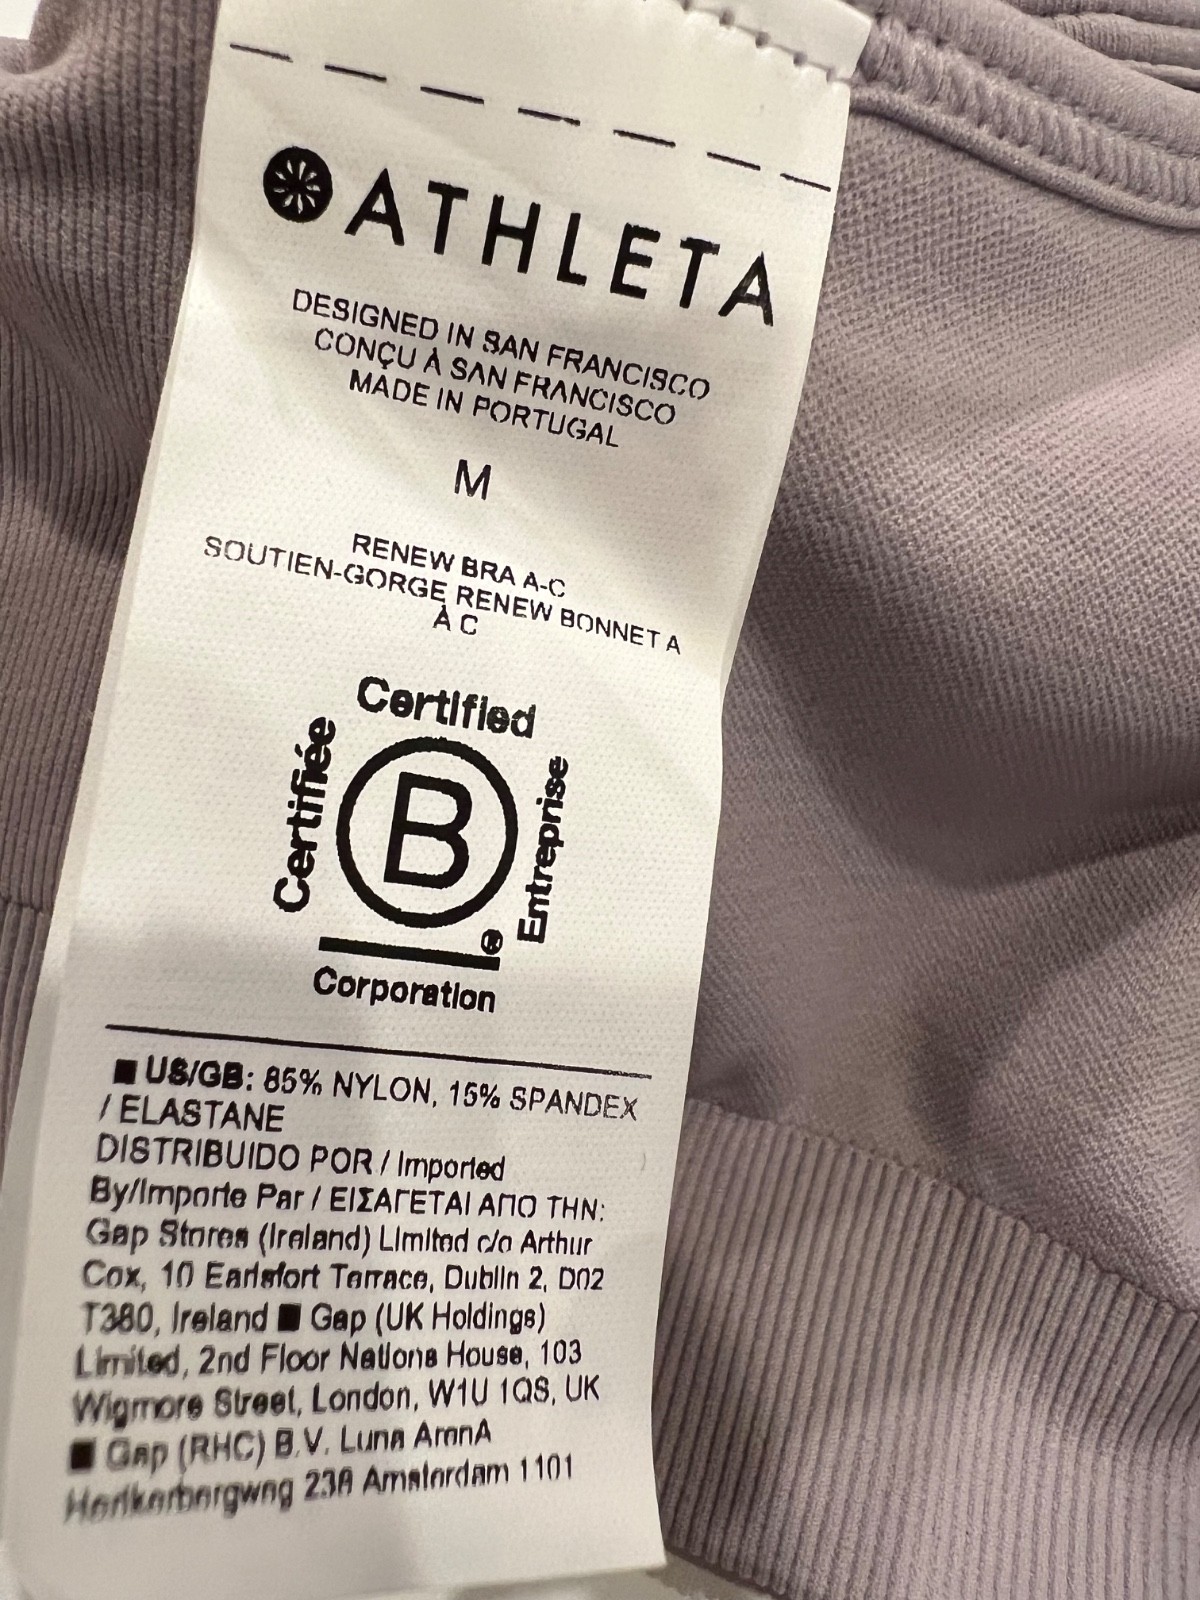 ATHLETA
DESIGNED IN SAN FRANCISCO
CONÇU À SAN FRANCISCO
MADE IN PORTUGAL
M
RENEW BRA A-C
SOUTIEN-GORGE RENEW BONNET A
À C
Certified
Certifiée
B
Entreprise
®
Corporation
■ US/GB: 85% NYLON, 15% SPANDEX
/ ELASTANE
DISTRIBUIDO POR / Imported
By/Importe Par / ΕΙΣΑΓΕΤΑΙ ΑΠΟ ΤΗΝ:
Gap Stores (Ireland) Limited c/o Arthur
Cox, 10 Earlsfort Terrace, Dublin 2, D02
T380, Ireland ■ Gap (UK Holdings)
Limited, 2nd Floor Nations House, 103
Wigmore Street, London, W1U 1QS, UK
■ Gap (RHC) B.V. Luna ArenA
Amsterdam 1101